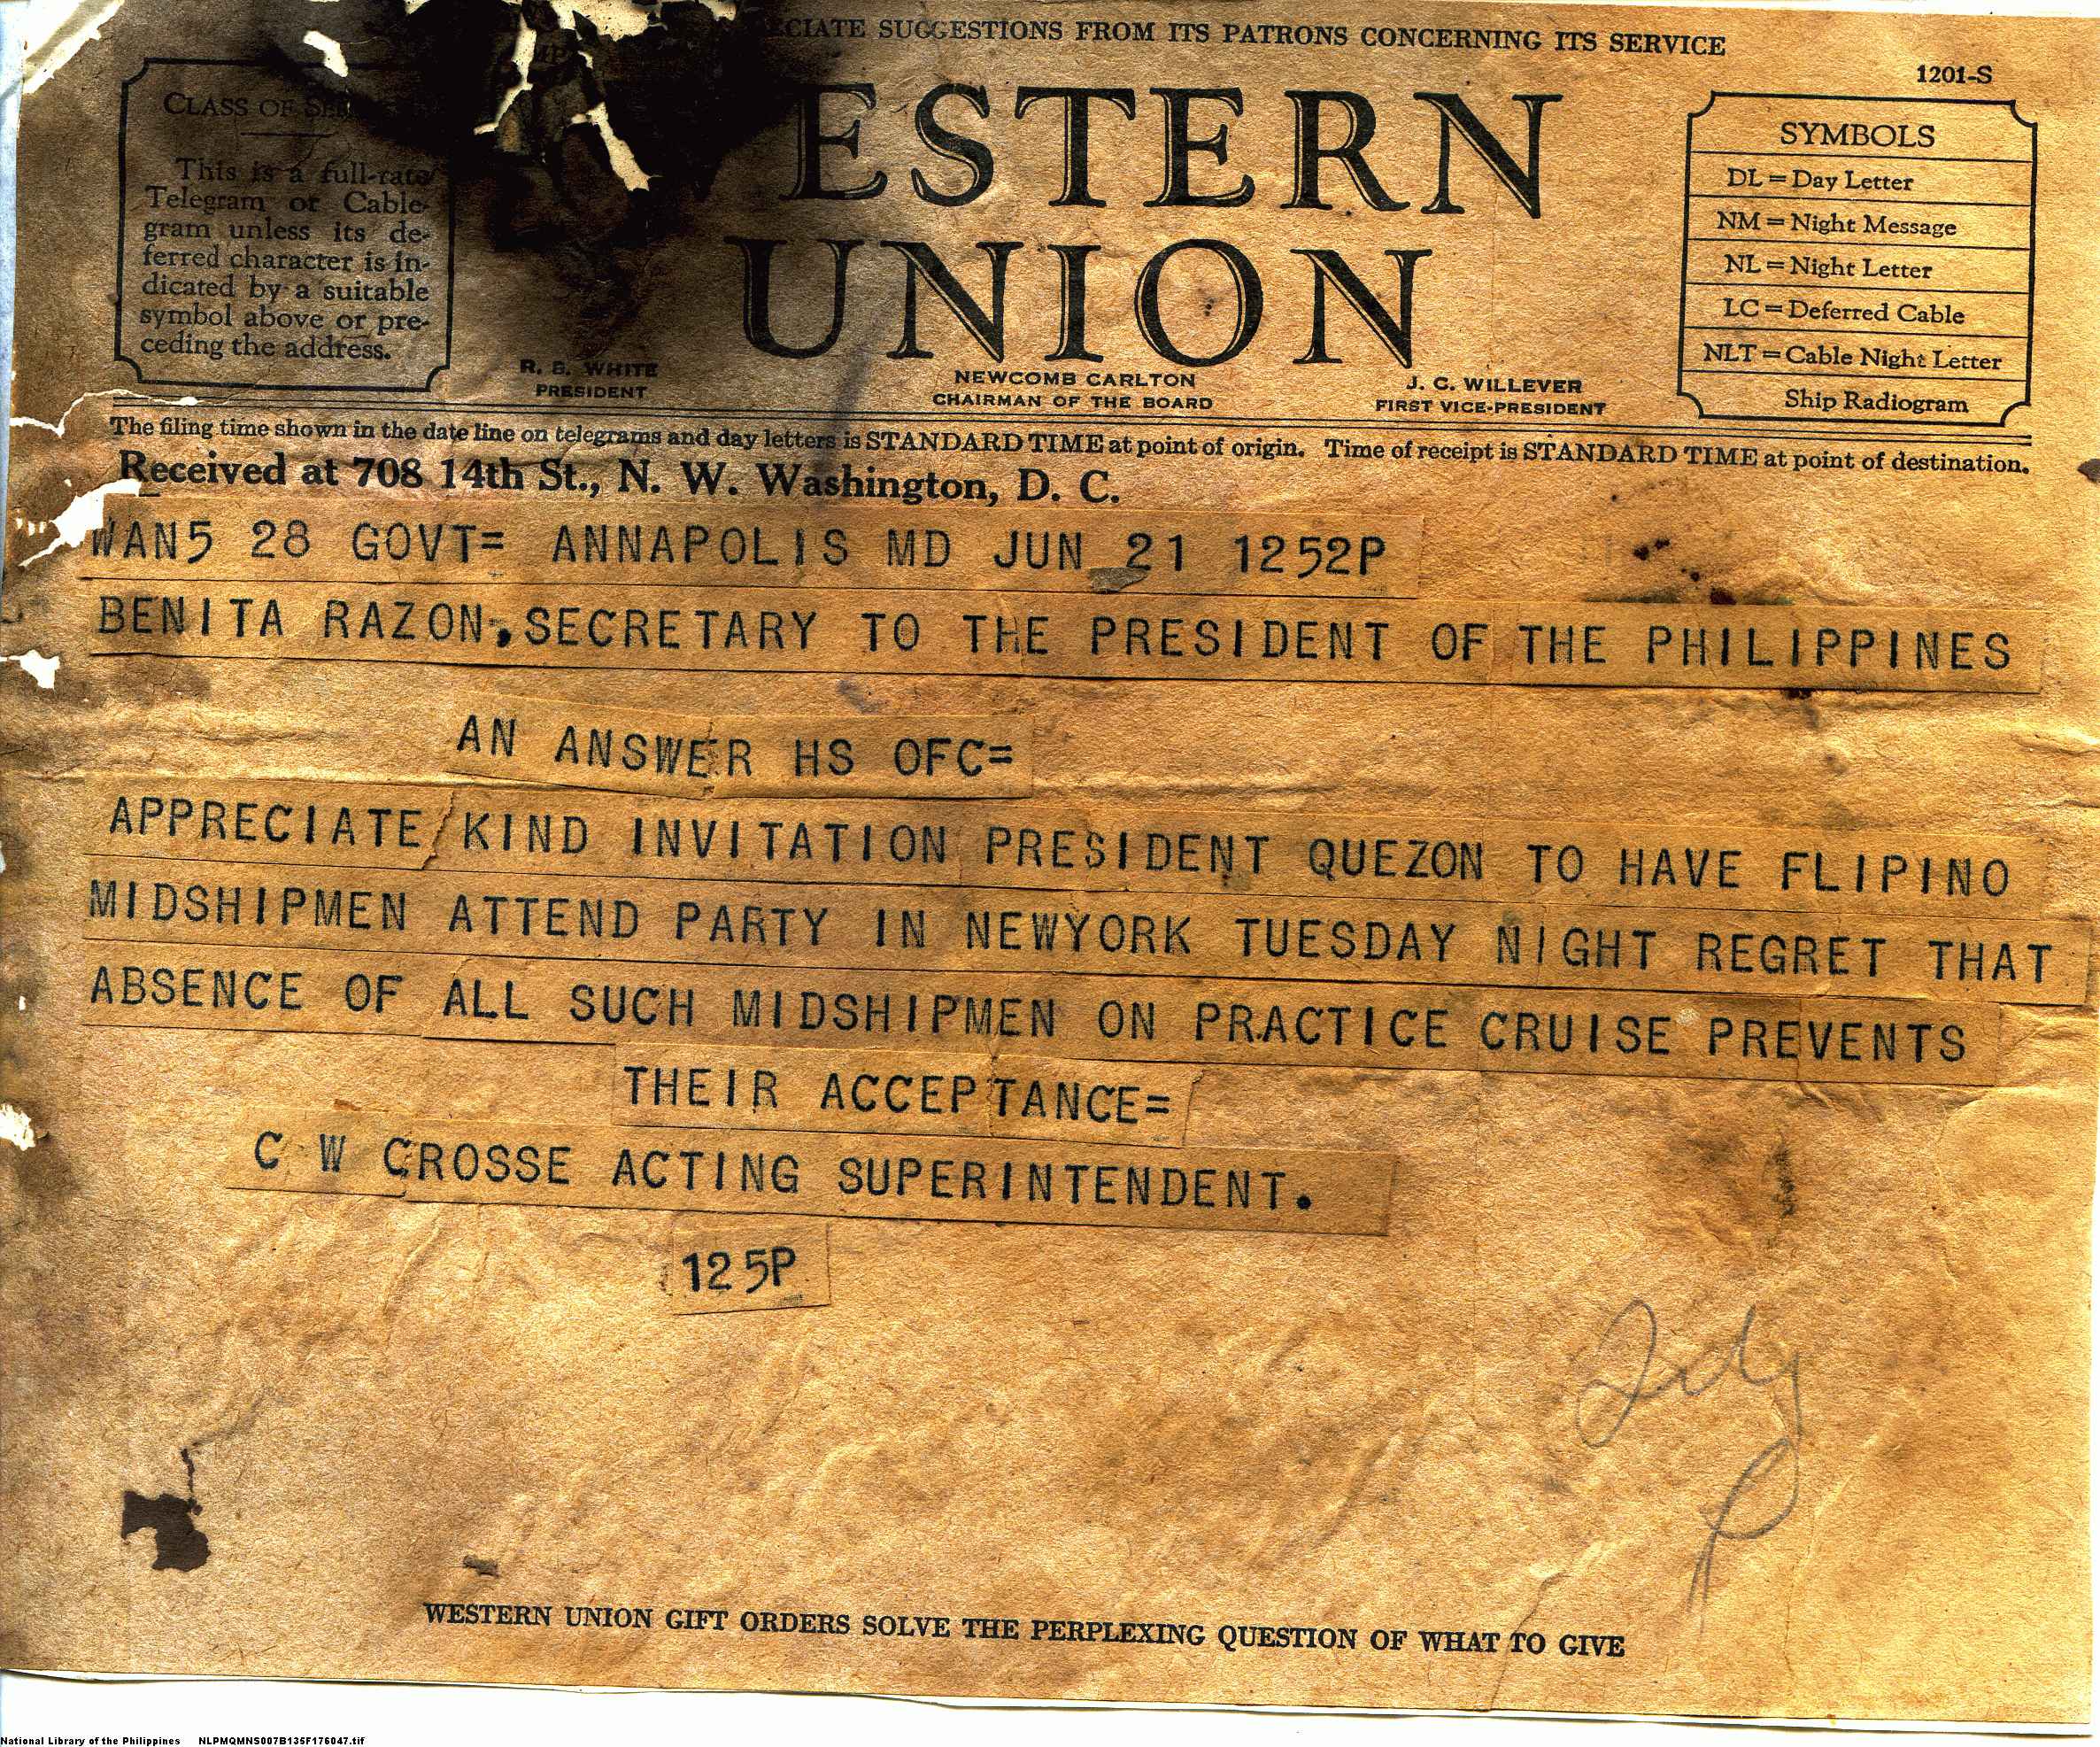 CIATE SUGGESTIONS FROM ITS PATRONS CONCERNING ITS SERVICE
1201-S
CLASS OF
This is a full-rate
Telegram or Cable-
gram unless its de-
ferred character is in-
dicated by a suitable
symbol above or pre-
ceding the address.
ESTERN
UNION
R. B. WHITE
PRESIDENT
NEWCOMB CARLTON
CHAIRMAN OF THE BOARD
J. C. WILLEVER
FIRST VICE-PRESIDENT
SYMBOLS
DL = Day Letter
NM = Night Message
NL = Night Letter
LC = Deferred Cable
NLT = Cable Night Letter
Ship Radiogram
The filing time shown in the date line on telegrams and day letters is STANDARD TIME at point of origin. Time of receipt is STANDARD TIME at point of destination.
Received at 708 14th St., N. W. Washington, D. C.
WAN5 28 GOVT= ANNAPOLIS MD JUN 21 1252P
BENITA RAZON, SECRETARY TO THE PRESIDENT OF THE PHILIPPINES
AN ANSWER HS OFC=
APPRECIATE KIND INVITATION PRESIDENT QUEZON TO HAVE FLIPINO
MIDSHIPMEN ATTEND PARTY IN NEWYORK TUESDAY NIGHT REGRET THAT
ABSENCE OF ALL SUCH MIDSHIPMEN ON PRACTICE CRUISE PREVENTS
THEIR ACCEPTANCE=
C W CROSSE ACTING SUPERINTENDENT.
125P
WESTERN UNION GIFT ORDERS SOLVE THE PERPLEXING QUESTION OF WHAT TO GIVE
National Library of the Philippines NLPMQMNS007B135F176047.tif